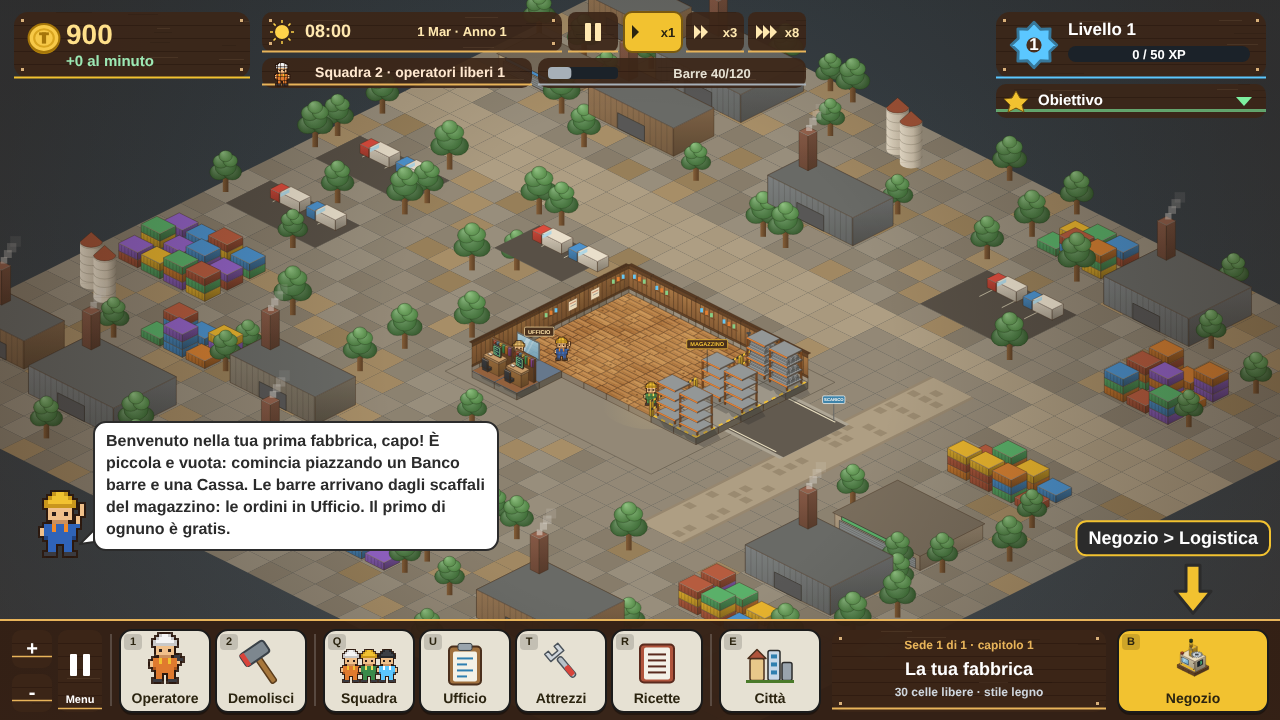 900
+0 al minuto
08:00
1 Mar · Anno 1
x1
x3
x8
Squadra 2 · operatori liberi 1
Barre 40/120
1
Livello 1
0 / 50 XP
Obiettivo
UFFICIO
MAGAZZINO
SCARICO
Benvenuto nella tua prima fabbrica, capo! È
piccola e vuota: comincia piazzando un Banco
barre e una Cassa. Le barre arrivano dagli scaffali
del magazzino: le ordini in Ufficio. Il primo di
ognuno è gratis.
Negozio > Logistica
+
-
Menu
1
Operatore
2
Demolisci
Q
Squadra
U
Ufficio
T
Attrezzi
R
Ricette
E
Città
Sede 1 di 1 · capitolo 1
La tua fabbrica
30 celle libere · stile legno
B
Negozio